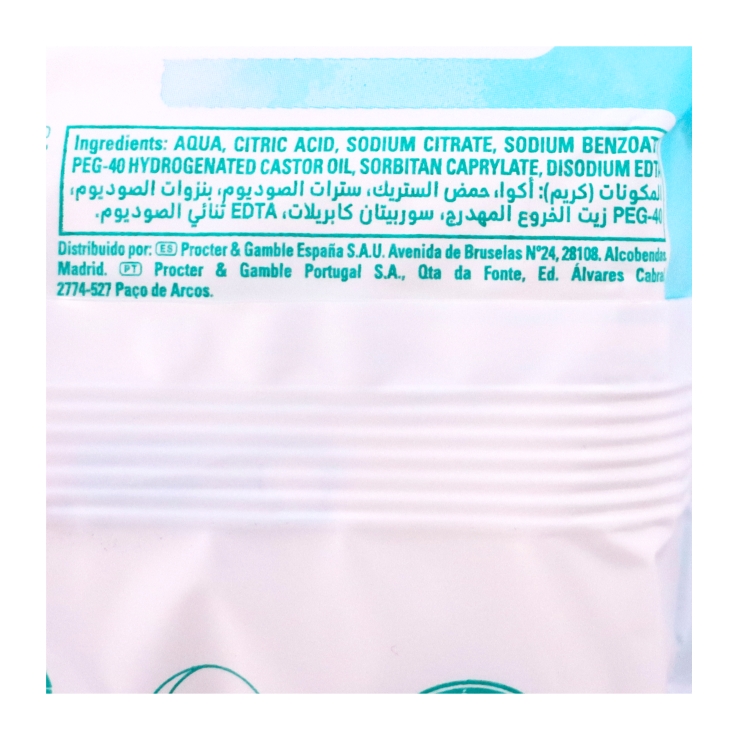 Ingredients: AQUA, CITRIC ACID, SODIUM CITRATE, SODIUM BENZOAT
PEG-40 HYDROGENATED CASTOR OIL, SORBITAN CAPRYLATE, DISODIUM EDTA
المكونات (كريم): أكوا، حمض الستريك، سترات الصوديوم، بنزوات الصوديوم،
PEG-40 زيت الخروع المهدرج، سوربيتان كابريلات، EDTA ثنائي الصوديوم.
Distribuido por: ES Procter & Gamble España S.A.U. Avenida de Bruselas Nº24, 28108. Alcobendas
Madrid. PT Procter & Gamble Portugal S.A., Qta da Fonte, Ed. Álvares Cabral
2774-527 Paço de Arcos.